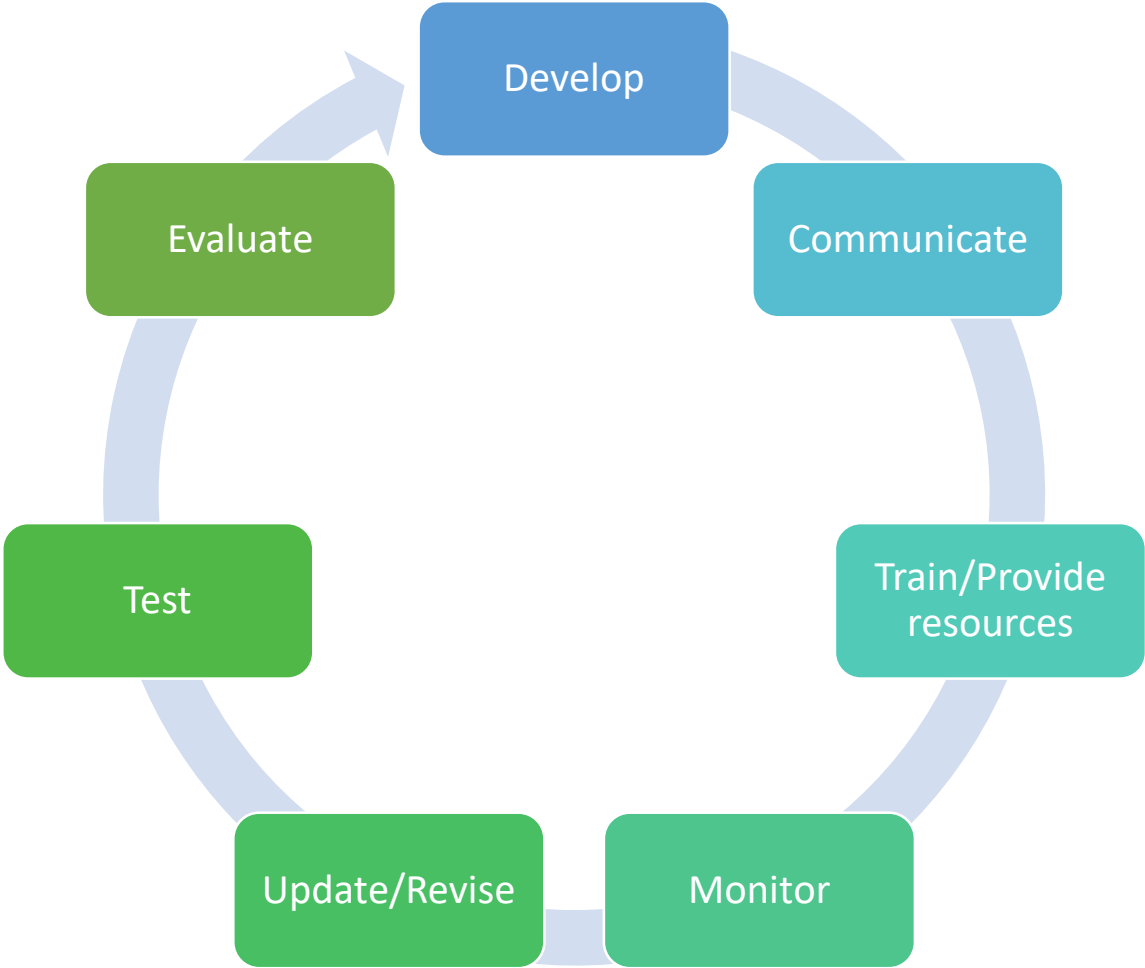 Develop
Communicate
Train/Provide
resources
Monitor
Update/Revise
Test
Evaluate